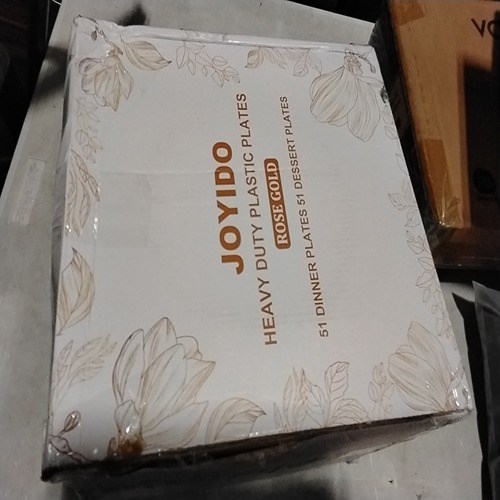 JOYIDO
HEAVY DUTY PLASTIC PLATES
ROSE GOLD
51 DINNER PLATES 51 DESSERT PLATES